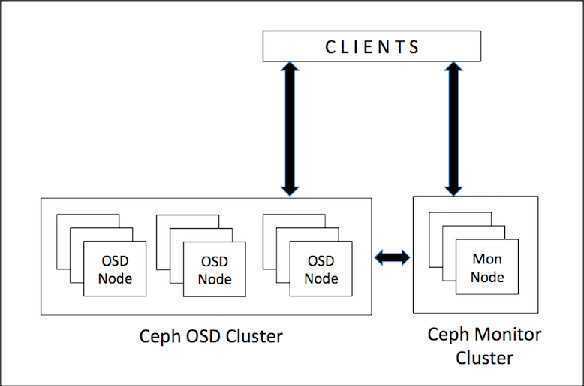 CLIENTS
OSD
Node
OSD
Node
OSD
Node
Mon
Node
Ceph OSD Cluster
Ceph Monitor
Cluster